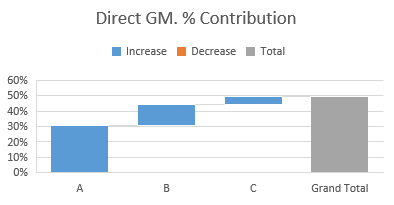 Direct GM. % Contribution
Increase Decrease Total
60%
50%
40%
30%
20%
10%
0%
A B C Grand Total